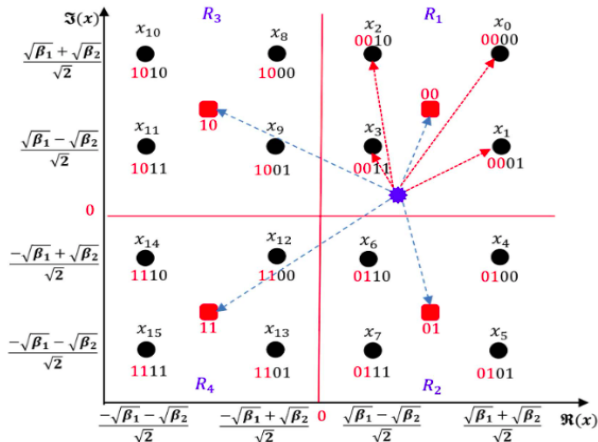 ℑ(x)
R₃
R₁
x₁₀
x₈
x₂
x₀
√β₁ + √β₂ / √2
1010
1000
0010
0000
00
10
√β₁ − √β₂ / √2
x₁₁
x₉
x₃
x₁
1011
1001
0011
0001
0
−√β₁ + √β₂ / √2
x₁₄
x₁₂
x₆
x₄
1110
1100
0110
0100
11
01
−√β₁ − √β₂ / √2
x₁₅
x₁₃
x₇
x₅
1111
1101
0111
0101
R₄
R₂
−√β₁ − √β₂ / √2
−√β₁ + √β₂ / √2
0
√β₁ − √β₂ / √2
√β₁ + √β₂ / √2
ℜ(x)